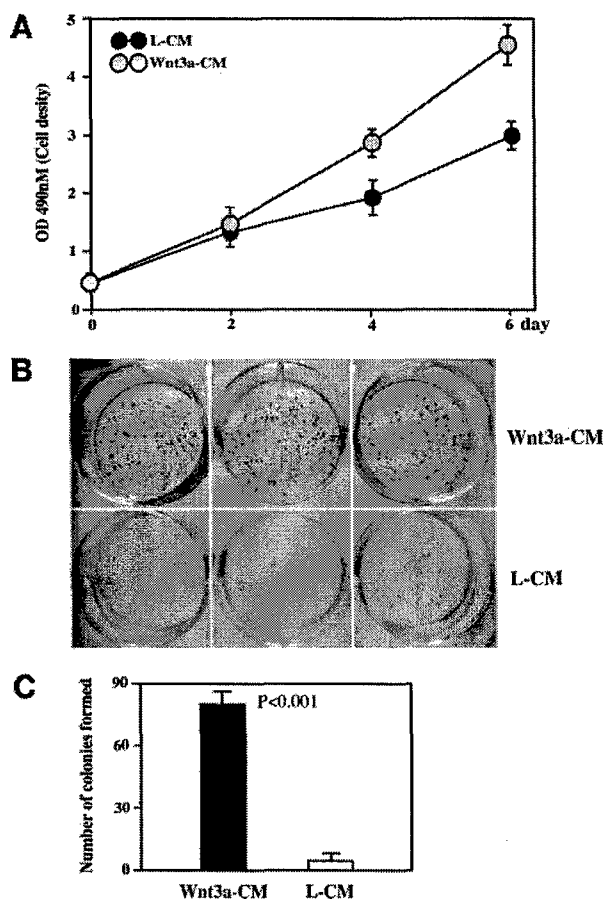 A
5
L-CM
Wnt3a-CM
4
3
2
1
0
OD 490nM (Cell desity)
0 2 4 6 day
B
Wnt3a-CM
L-CM
C
90
P<0.001
60
30
0
Number of colonies formed
Wnt3a-CM L-CM